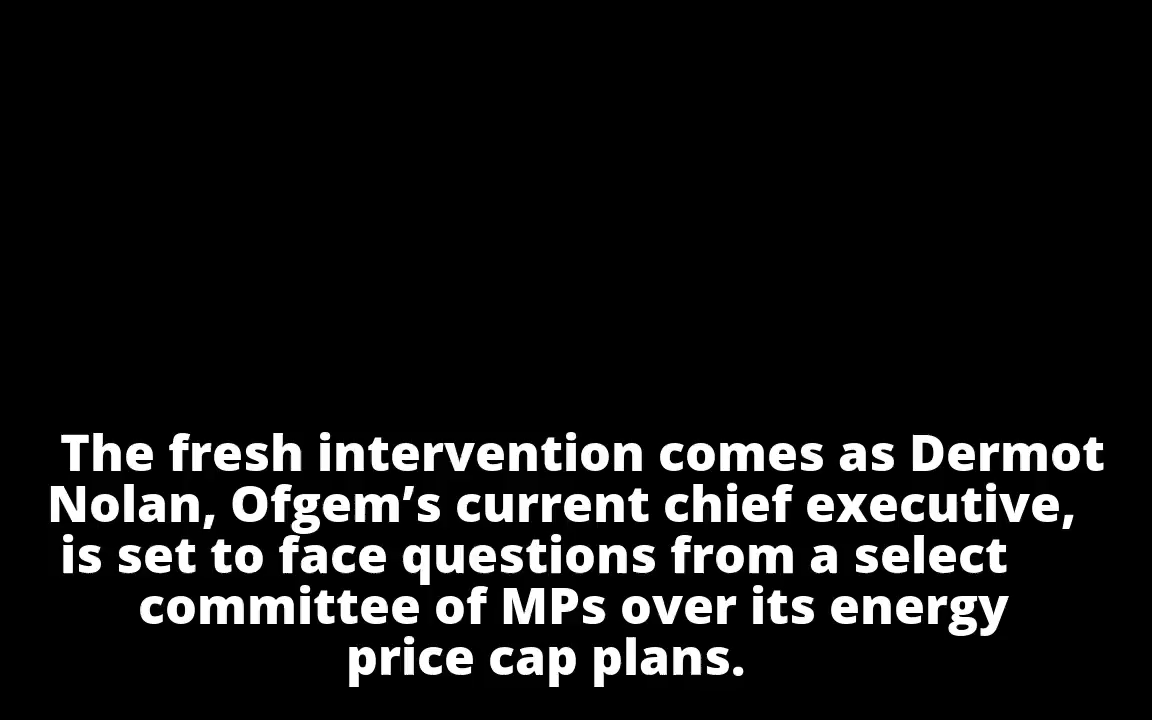 The fresh intervention comes as Dermot
Nolan, Ofgem’s current chief executive,
is set to face questions from a select
committee of MPs over its energy
price cap plans.